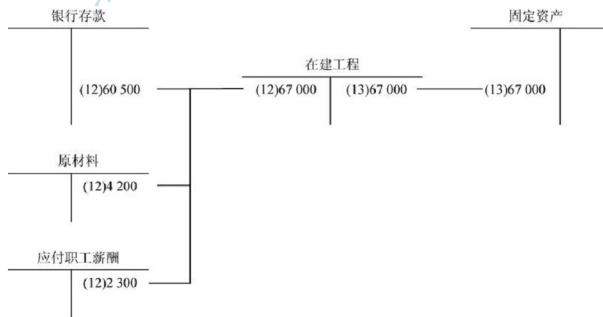 银行存款
固定资产
在建工程
(12)60 500
(12)67 000
(13)67 000
(13)67 000
原材料
(12)4 200
应付职工薪酬
(12)2 300